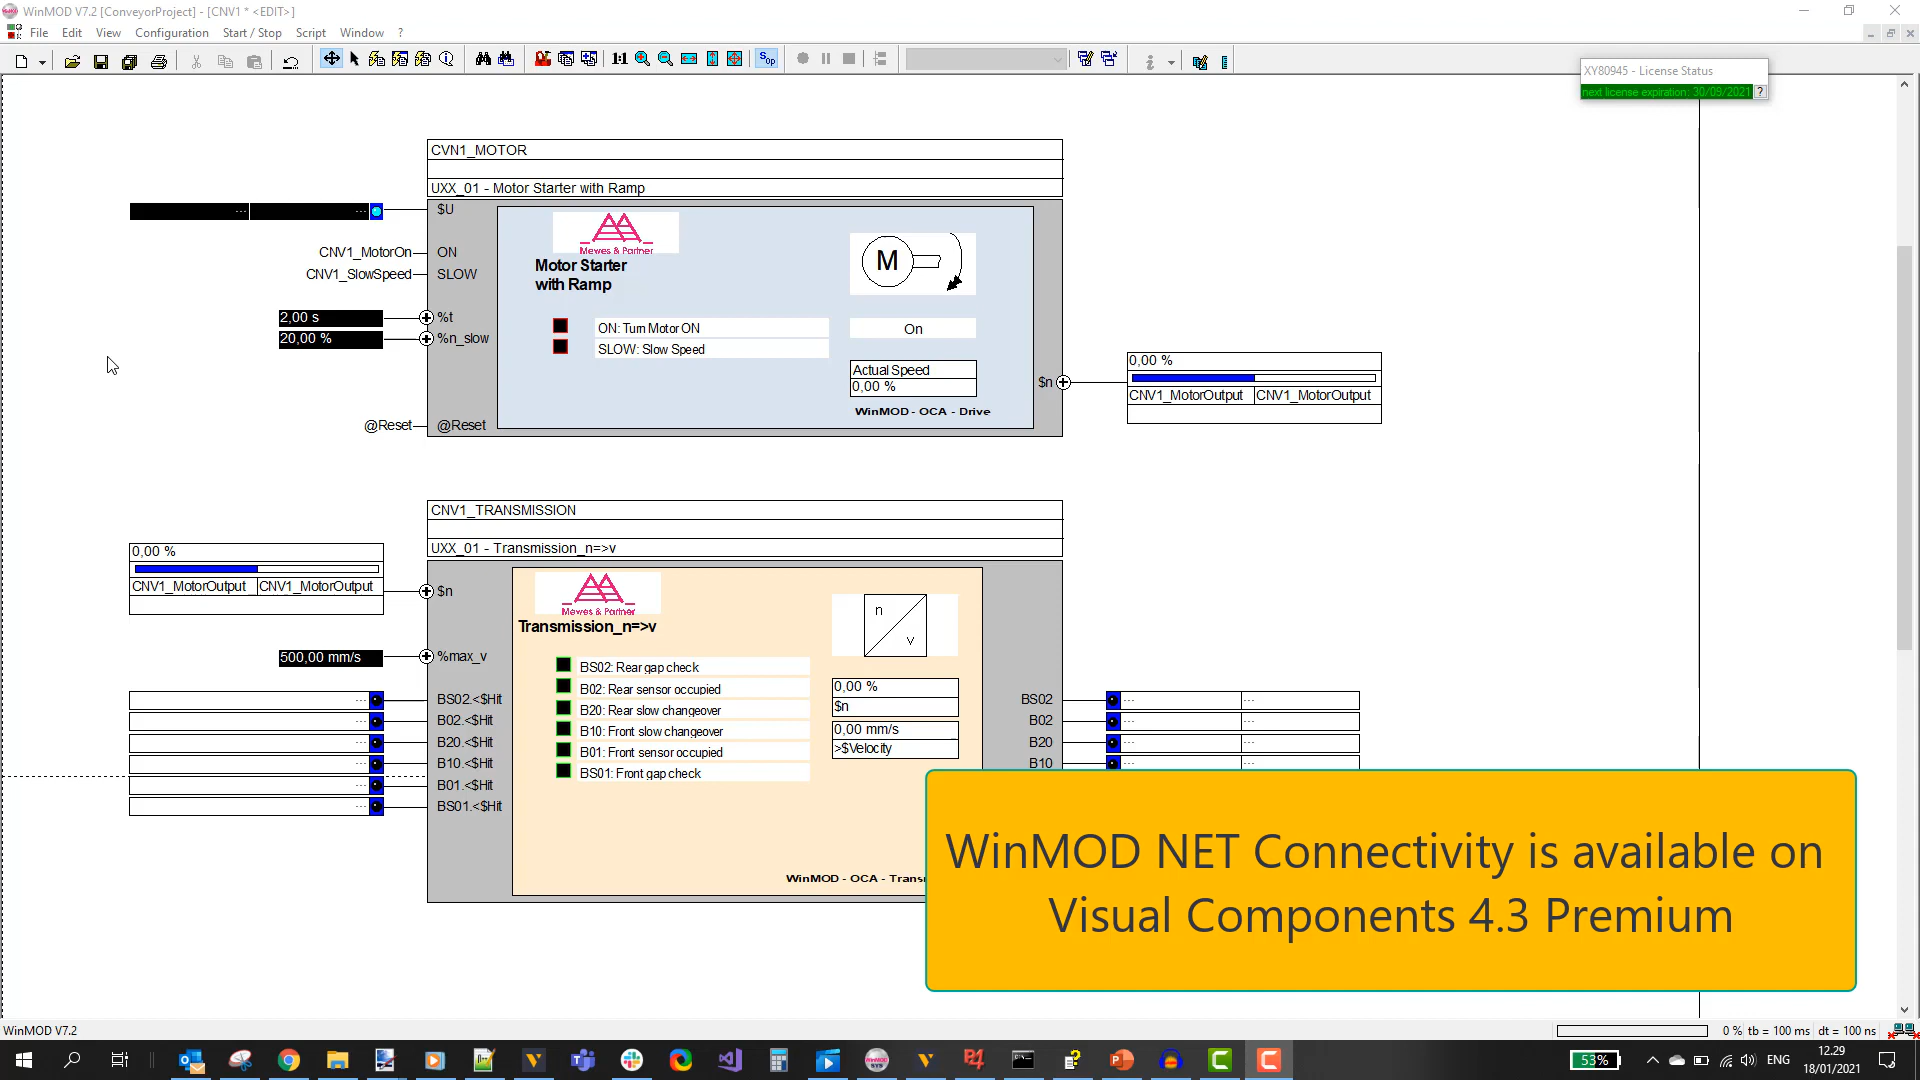 WinMOD V7.2 [ConveyorProject] - [CNV1 * <EDIT>]
File Edit View Configuration Start / Stop Script Window ?
1:1 Sop
XY80945 - License Status
next license expiration: 30/09/2021 ?
CVN1_MOTOR
UXX_01 - Motor Starter with Ramp
... ... $U
Mewes & Partner
Motor Starter
with Ramp
M
CNV1_MotorOn ON
CNV1_SlowSpeed SLOW
2,00 s %t
20,00 % %n_slow
ON: Turn Motor ON
SLOW: Slow Speed
On
Actual Speed
0,00 %
WinMOD - OCA - Drive
@Reset @Reset
$n
0,00 %
CNV1_MotorOutput CNV1_MotorOutput
CNV1_TRANSMISSION
UXX_01 - Transmission_n=>v
0,00 %
CNV1_MotorOutput CNV1_MotorOutput
$n
Mewes & Partner
Transmission_n=>v
n
v
500,00 mm/s %max_v
... BS02.<$Hit
... B02.<$Hit
... B20.<$Hit
... B10.<$Hit
... B01.<$Hit
... BS01.<$Hit
BS02: Rear gap check
B02: Rear sensor occupied
B20: Rear slow changeover
B10: Front slow changeover
B01: Front sensor occupied
BS01: Front gap check
0,00 %
$n
0,00 mm/s
>$Velocity
BS02 ... ...
B02 ... ...
B20 ... ...
B10
WinMOD - OCA - Trans
WinMOD NET Connectivity is available on
Visual Components 4.3 Premium
WinMOD V7.2
0 % tb = 100 ms dt = 100 ns
53%
ENG
12.29
18/01/2021